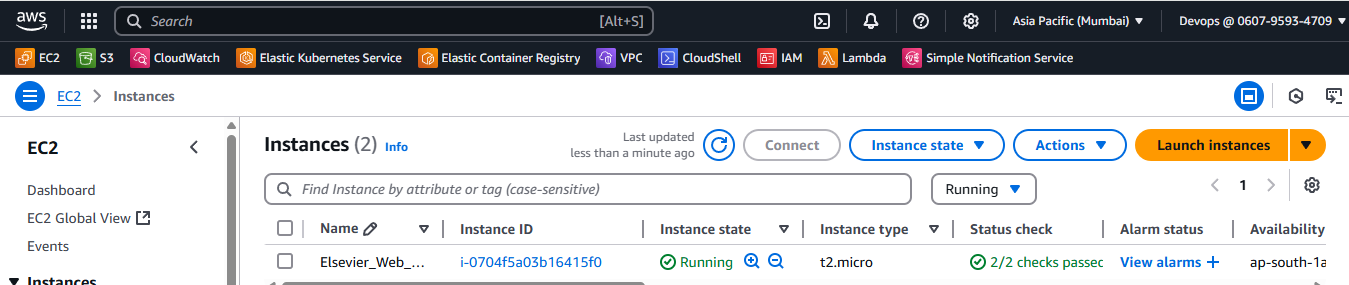 aws Search [Alt+S] Asia Pacific (Mumbai) Devops @ 0607-9593-4709
EC2 S3 CloudWatch Elastic Kubernetes Service Elastic Container Registry VPC CloudShell IAM Lambda Simple Notification Service
EC2 Instances
EC2
Dashboard
EC2 Global View
Events
Instances
Instances (2) Info
Last updated
less than a minute ago
Connect Instance state Actions Launch instances
Find Instance by attribute or tag (case-sensitive) Running 1
Name Instance ID Instance state Instance type Status check Alarm status Availability
Elsevier_Web_... i-0704f5a03b16415f0 Running t2.micro 2/2 checks passec View alarms + ap-south-1a